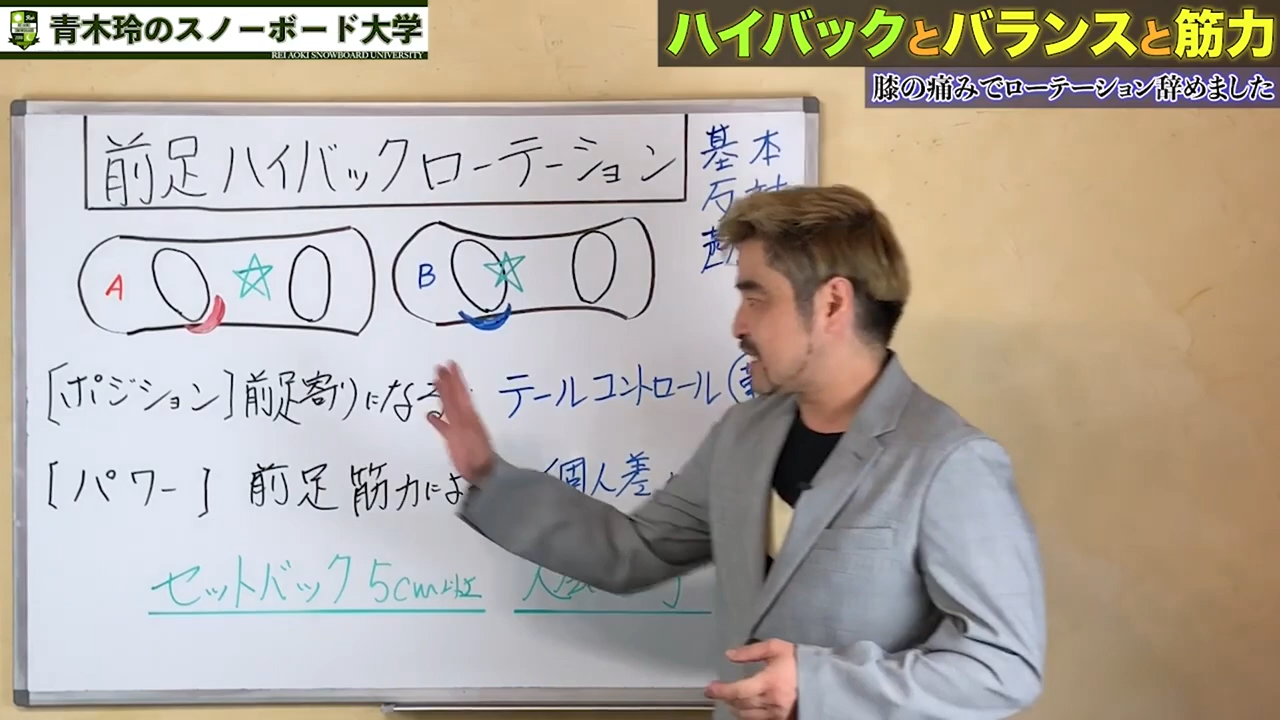 青木玲のスノーボード大学
REI AOKI SNOWBOARD UNIVERSITY
ハイバックとバランスと筋力
膝の痛みでローテーション辞めました
前足ハイバックローテーション
基本
反対
A
B
[ポジション]前足寄りになる
テールコントロール
[パワー] 前足筋力によ
個人差
セットバック5cm以上